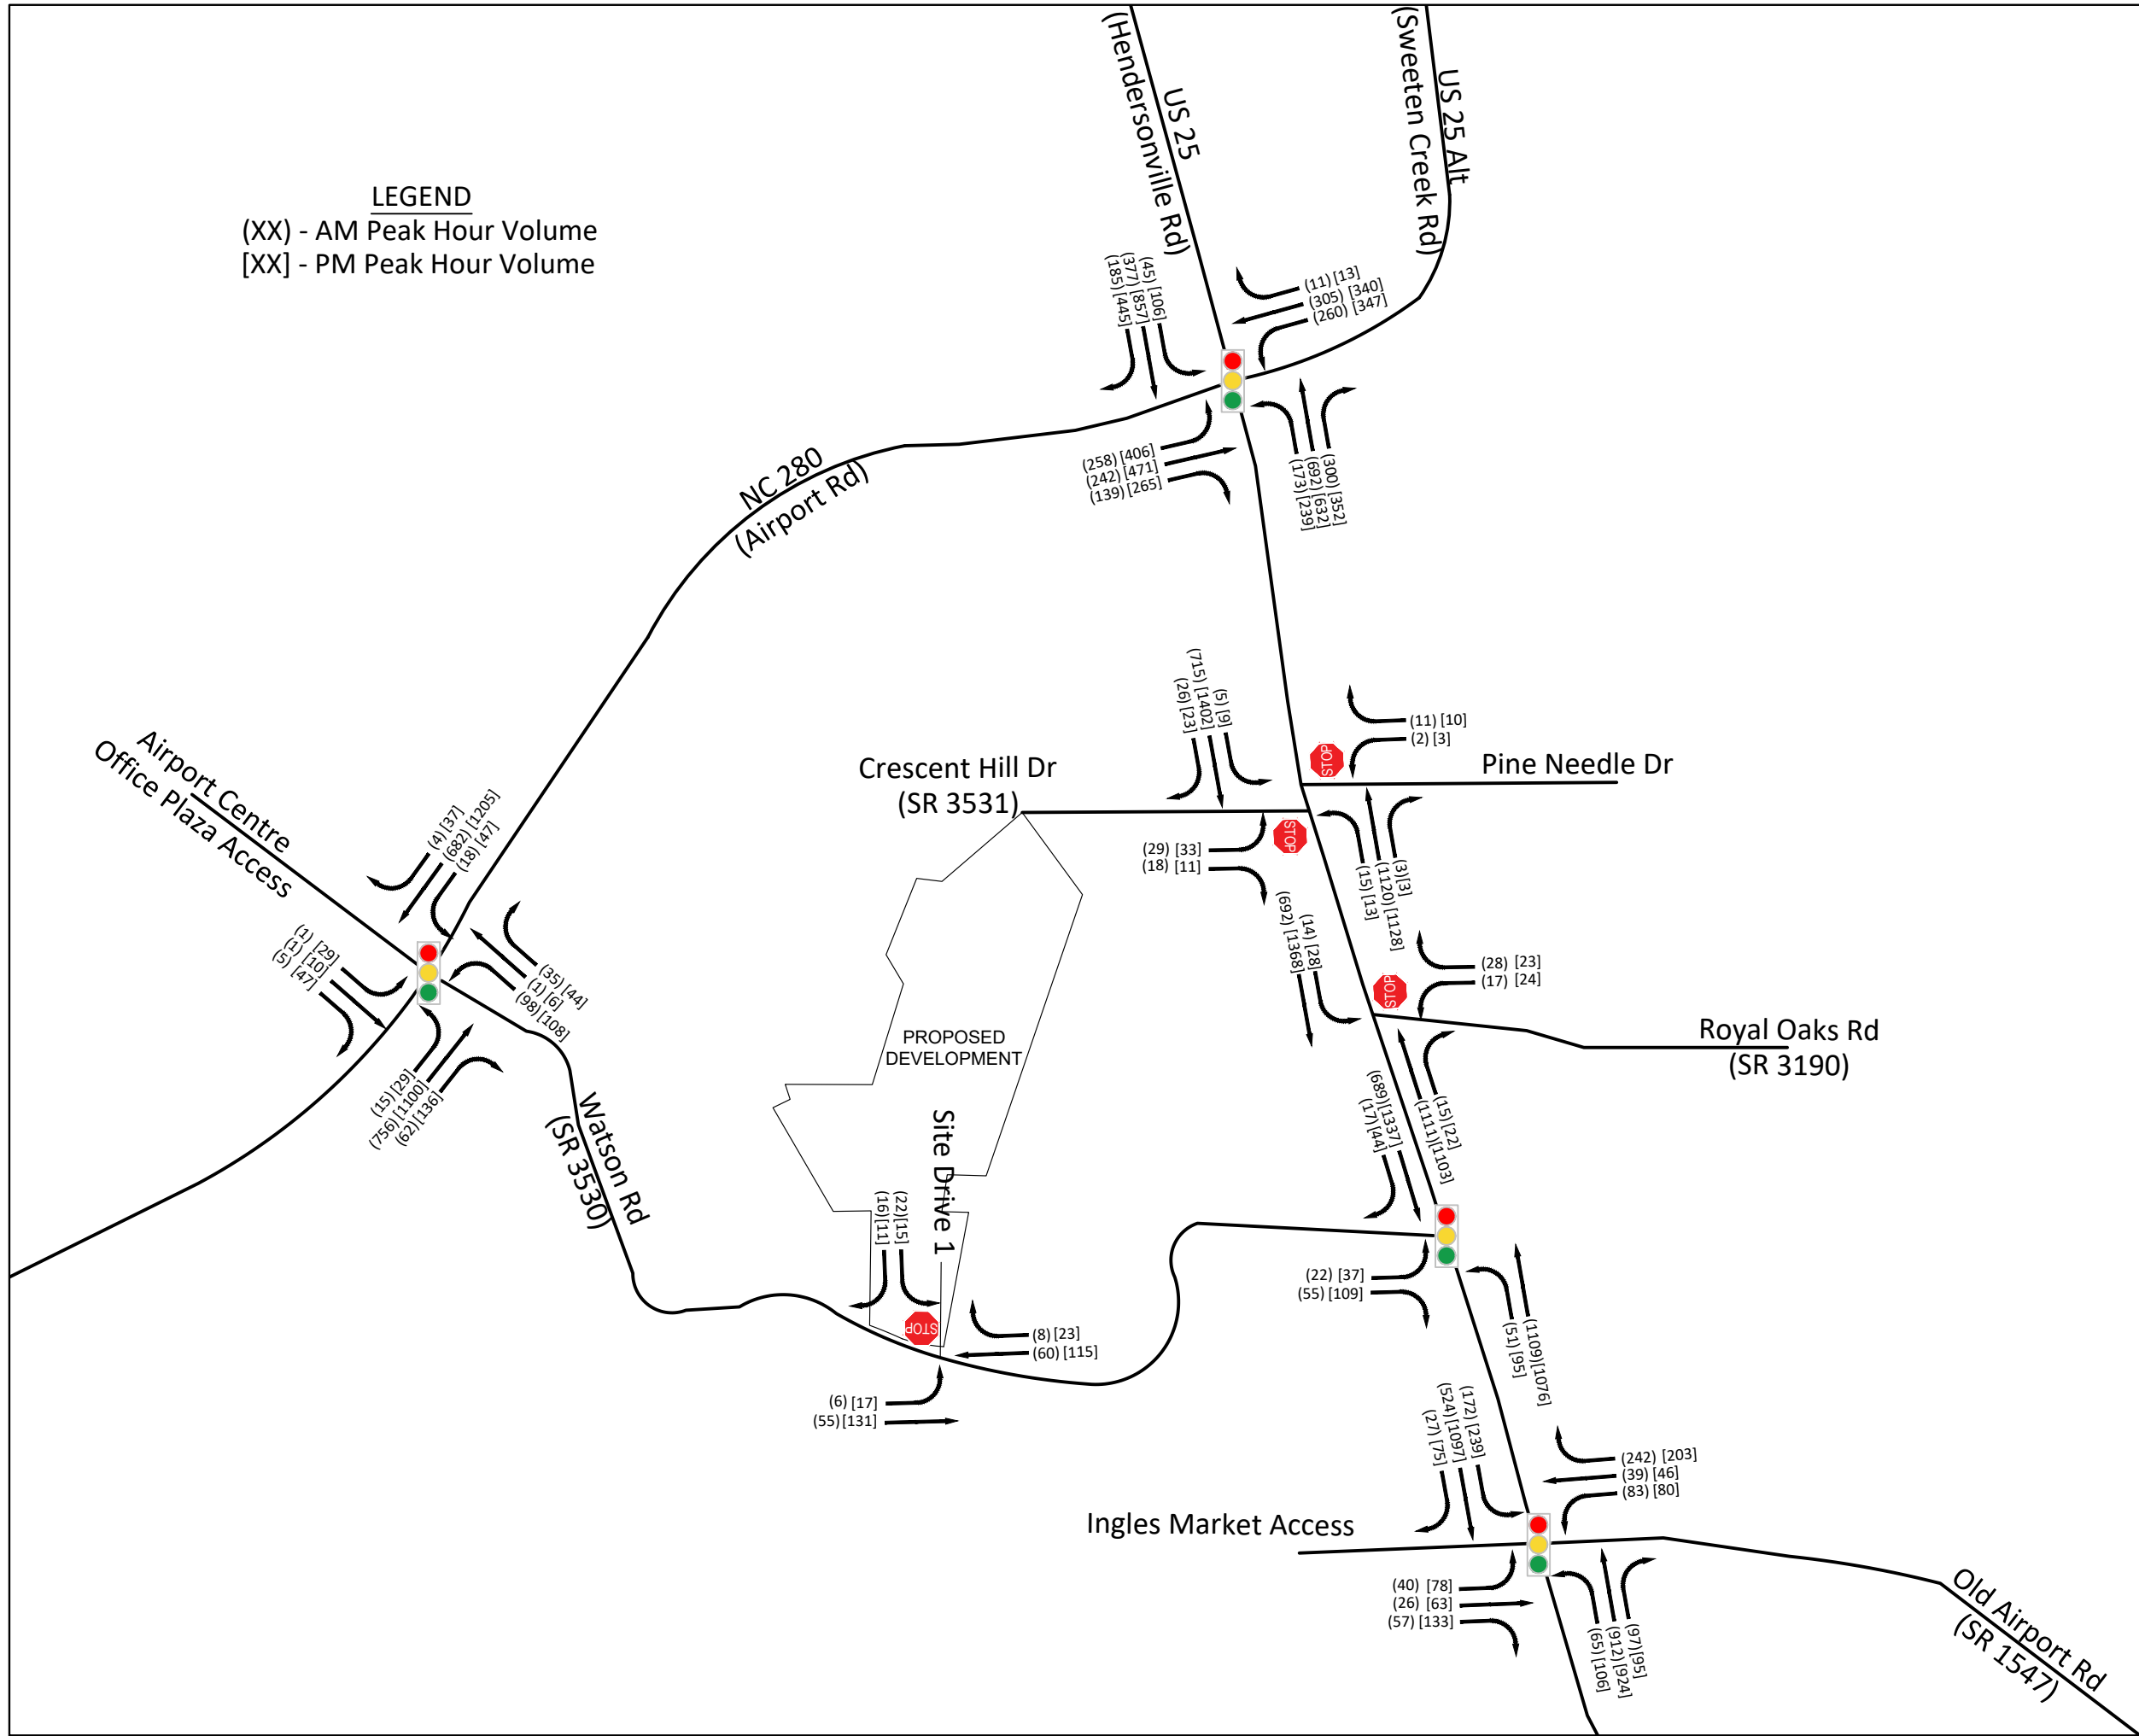 US 25
(Hendersonville Rd)
US 25 Alt
(Sweeten Creek Rd)
LEGEND
(XX) - AM Peak Hour Volume
[XX] - PM Peak Hour Volume
(45) [106]
(377) [857]
(185) [445]
(11) [13]
(305) [340]
(260) [347]
(258) [406]
(242) [471]
(139) [265]
(300) [352]
(692) [632]
(173) [239]
NC 280
(Airport Rd)
(5) [9]
(715) [1402]
(26) [23]
(11) [10]
(2) [3]
STOP
Pine Needle Dr
Crescent Hill Dr
(SR 3531)
STOP
(29) [33]
(18) [11]
(3)[3]
(1120) [1128]
(15) [13]
Airport Centre
Office Plaza Access
(4) [37]
(682) [1205]
(18) [47]
(1) [29]
(1) [10]
(5) [47]
(35) [44]
(1) [6]
(98) [108]
(15) [29]
(756) [1100]
(62) [136]
(14) [28]
(692) [1368]
(28) [23]
(17) [24]
STOP
Royal Oaks Rd
(SR 3190)
PROPOSED
DEVELOPMENT
(15) [22]
(1111)[1103]
(689)[1337]
(17) [44]
Watson Rd
(SR 3530)
Site Drive 1
(22)[15]
(16)[11]
STOP
(8) [23]
(60) [115]
(6) [17]
(55) [131]
(22) [37]
(55) [109]
(1109)[1076]
(51) [95]
(172) [239]
(524) [1097]
(27) [75]
(242) [203]
(39) [46]
(83) [80]
Ingles Market Access
(40) [78]
(26) [63]
(57) [133]
(97)[95]
(912) [924]
(65) [106]
Old Airport Rd
(SR 1547)